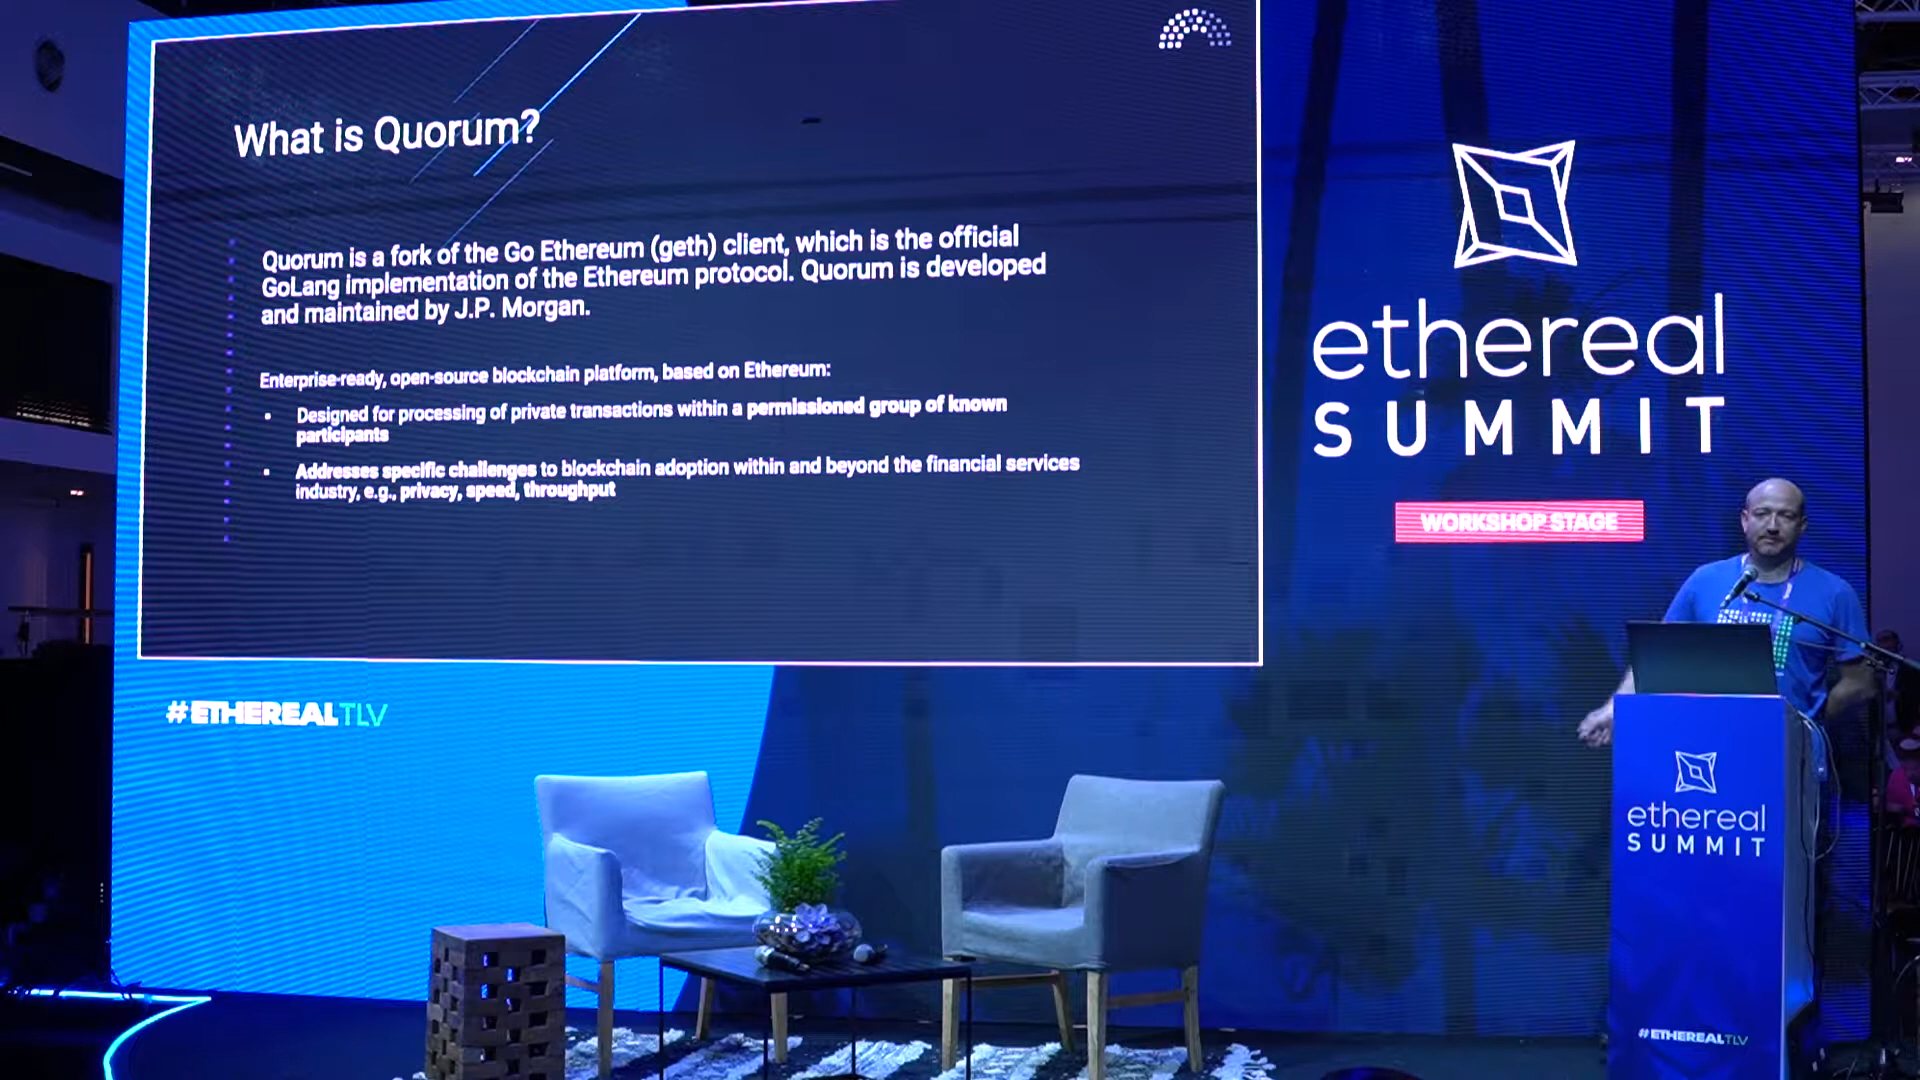 What is Quorum?
Quorum is a fork of the Go Ethereum (geth) client, which is the official
GoLang implementation of the Ethereum protocol. Quorum is developed
and maintained by J.P. Morgan.
Enterprise-ready, open-source blockchain platform, based on Ethereum:
• Designed for processing of private transactions within a permissioned group of known
participants
• Addresses specific challenges to blockchain adoption within and beyond the financial services
industry, e.g., privacy, speed, throughput
#ETHEREALTLV
ethereal
SUMMIT
WORKSHOP STAGE
ethereal
SUMMIT
#ETHEREALTLV